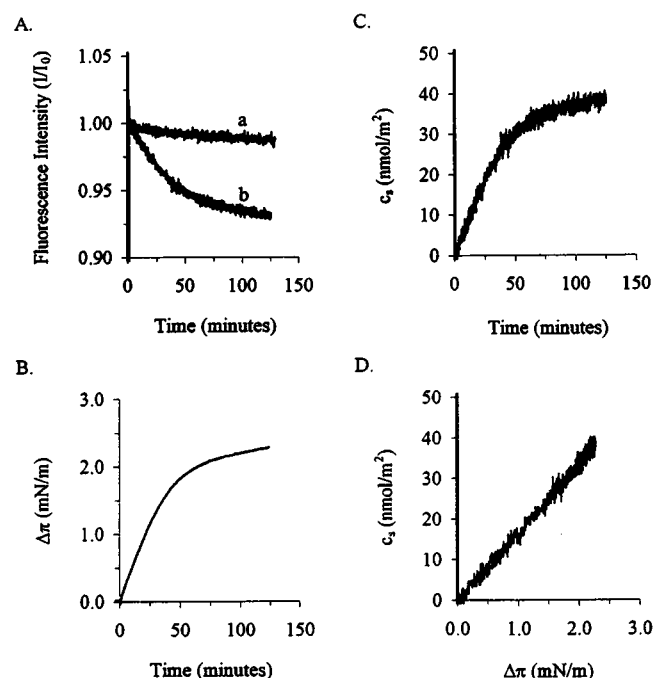 A.
Fluorescence Intensity (I/I₀)
1.05
1.00
0.95
0.90
a
b
0 50 100 150
Time (minutes)
C.
cₛ (nmol/m²)
50
40
30
20
10
0
0 50 100 150
Time (minutes)
B.
Δπ (mN/m)
3.0
2.0
1.0
0.0
0 50 100 150
Time (minutes)
D.
cₛ (nmol/m²)
50
40
30
20
10
0
0.0 1.0 2.0 3.0
Δπ (mN/m)